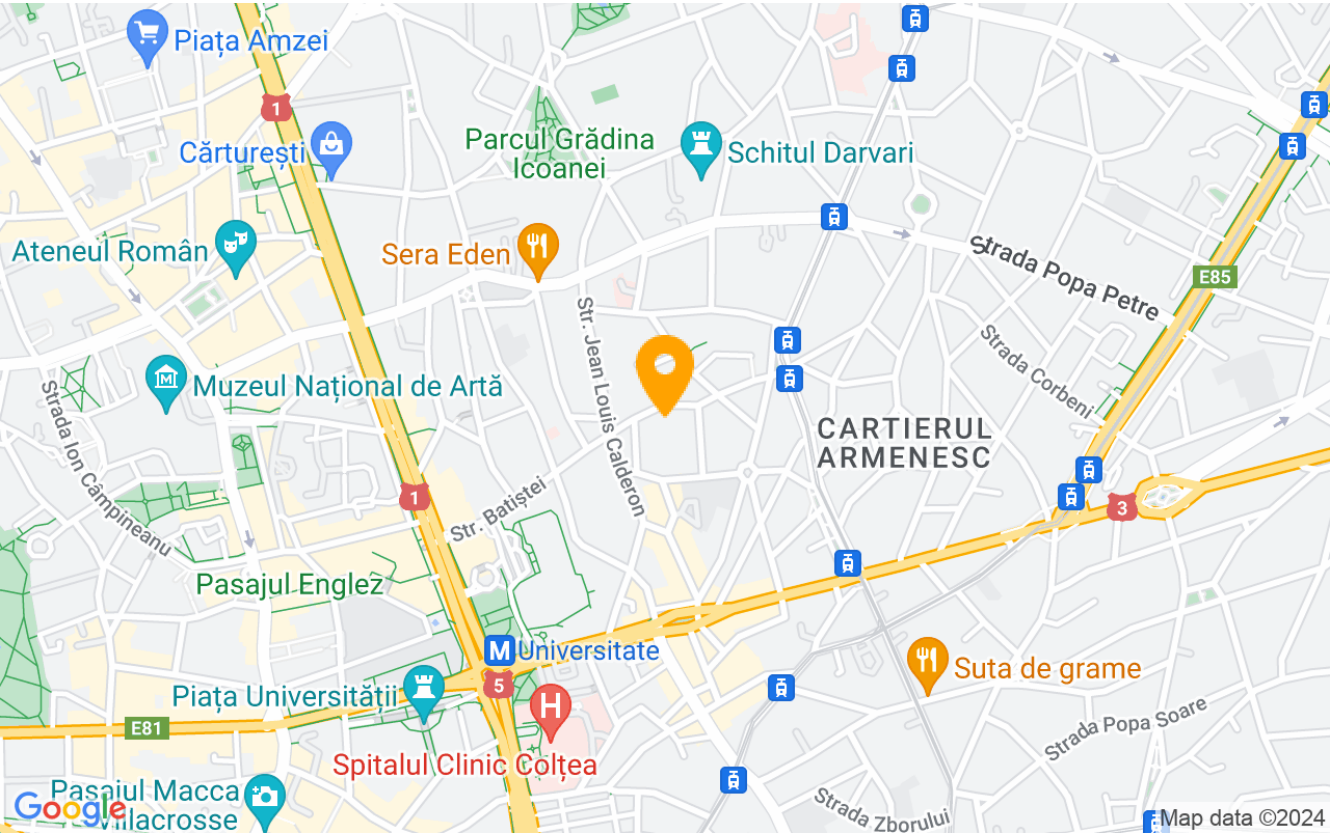 Piața Amzei
1
Cărturești
Parcul Grădina
Icoanei
Schitul Darvari
Ateneul Român
Sera Eden
Strada Popa Petre
E85
Str. Jean Louis Calderon
Strada Corbeni
Muzeul Național de Artă
Strada Ion Câmpineanu
CARTIERUL
ARMENESC
1
Str. Batiștei
3
Pasajul Englez
M Universitate
5
Piața Universității
H
E81
Suta de grame
Strada Popa Soare
Spitalul Clinic Colțea
Pasajul Macca
Villacrosse
Google
Strada Zborului
Map data ©2024